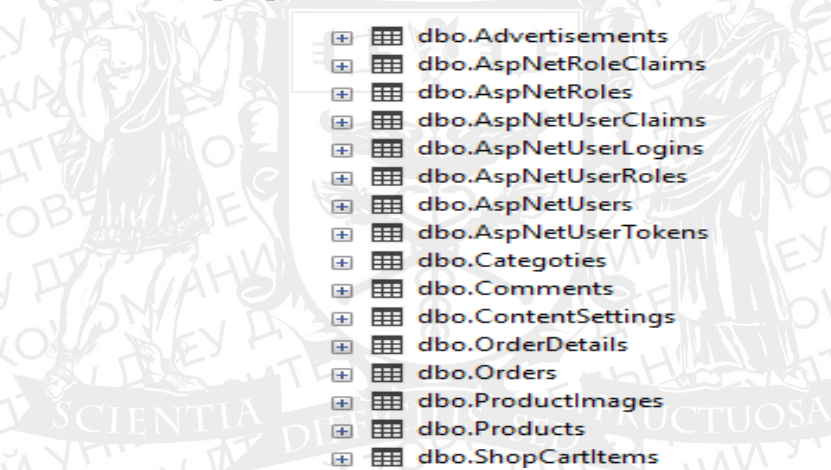 dbo.Advertisements
dbo.AspNetRoleClaims
dbo.AspNetRoles
dbo.AspNetUserClaims
dbo.AspNetUserLogins
dbo.AspNetUserRoles
dbo.AspNetUsers
dbo.AspNetUserTokens
dbo.Categoties
dbo.Comments
dbo.ContentSettings
dbo.OrderDetails
dbo.Orders
dbo.ProductImages
dbo.Products
dbo.ShopCartItems
SCIENTIA